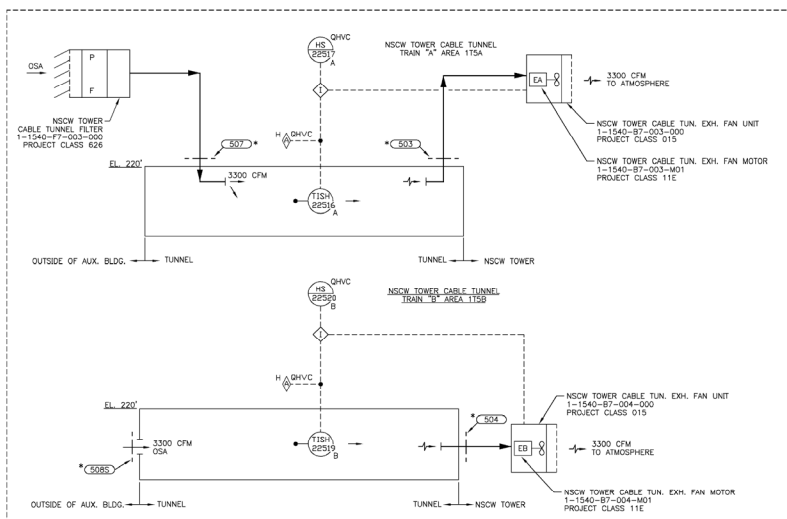 HS
22517
QHVC
A
NSCW TOWER CABLE TUNNEL
TRAIN "A" AREA 1T5A
OSA
P
F
EA
3300 CFM
TO ATMOSPHERE
I
NSCW TOWER
CABLE TUNNEL FILTER
1-1540-F7-003-000
PROJECT CLASS 626
NSCW TOWER CABLE TUN. EXH. FAN UNIT
1-1540-B7-003-000
PROJECT CLASS 015
H A QHVC
507 *
* 503
NSCW TOWER CABLE TUN. EXH. FAN MOTOR
1-1540-B7-003-M01
PROJECT CLASS 11E
EL. 220'
3300 CFM
TISH
22516
A
OUTSIDE OF AUX. BLDG.
TUNNEL
TUNNEL
NSCW TOWER
QHVC
HS
22520
B
NSCW TOWER CABLE TUNNEL
TRAIN "B" AREA 1T5B
I
H A QHVC
NSCW TOWER CABLE TUN. EXH. FAN UNIT
1-1540-B7-004-000
PROJECT CLASS 015
EL. 220'
* 504
3300 CFM
OSA
TISH
22519
B
EB
3300 CFM
TO ATMOSPHERE
* 508S
OUTSIDE OF AUX. BLDG.
TUNNEL
TUNNEL
NSCW TOWER
NSCW TOWER CABLE TUN. EXH. FAN MOTOR
1-1540-B7-004-M01
PROJECT CLASS 11E